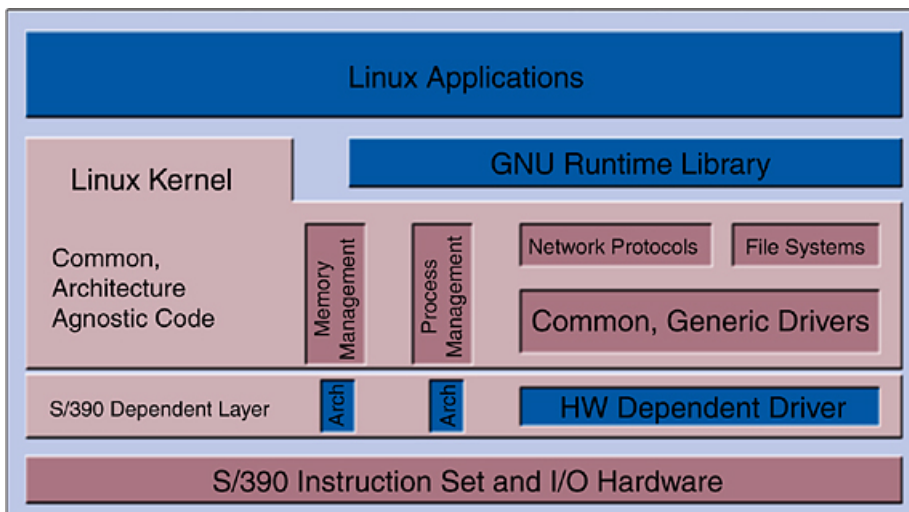 Linux Applications
GNU Runtime Library
Linux Kernel
Common,
Architecture
Agnostic Code
Memory
Management
Process
Management
Network Protocols
File Systems
Common, Generic Drivers
S/390 Dependent Layer
Arch
Arch
HW Dependent Driver
S/390 Instruction Set and I/O Hardware